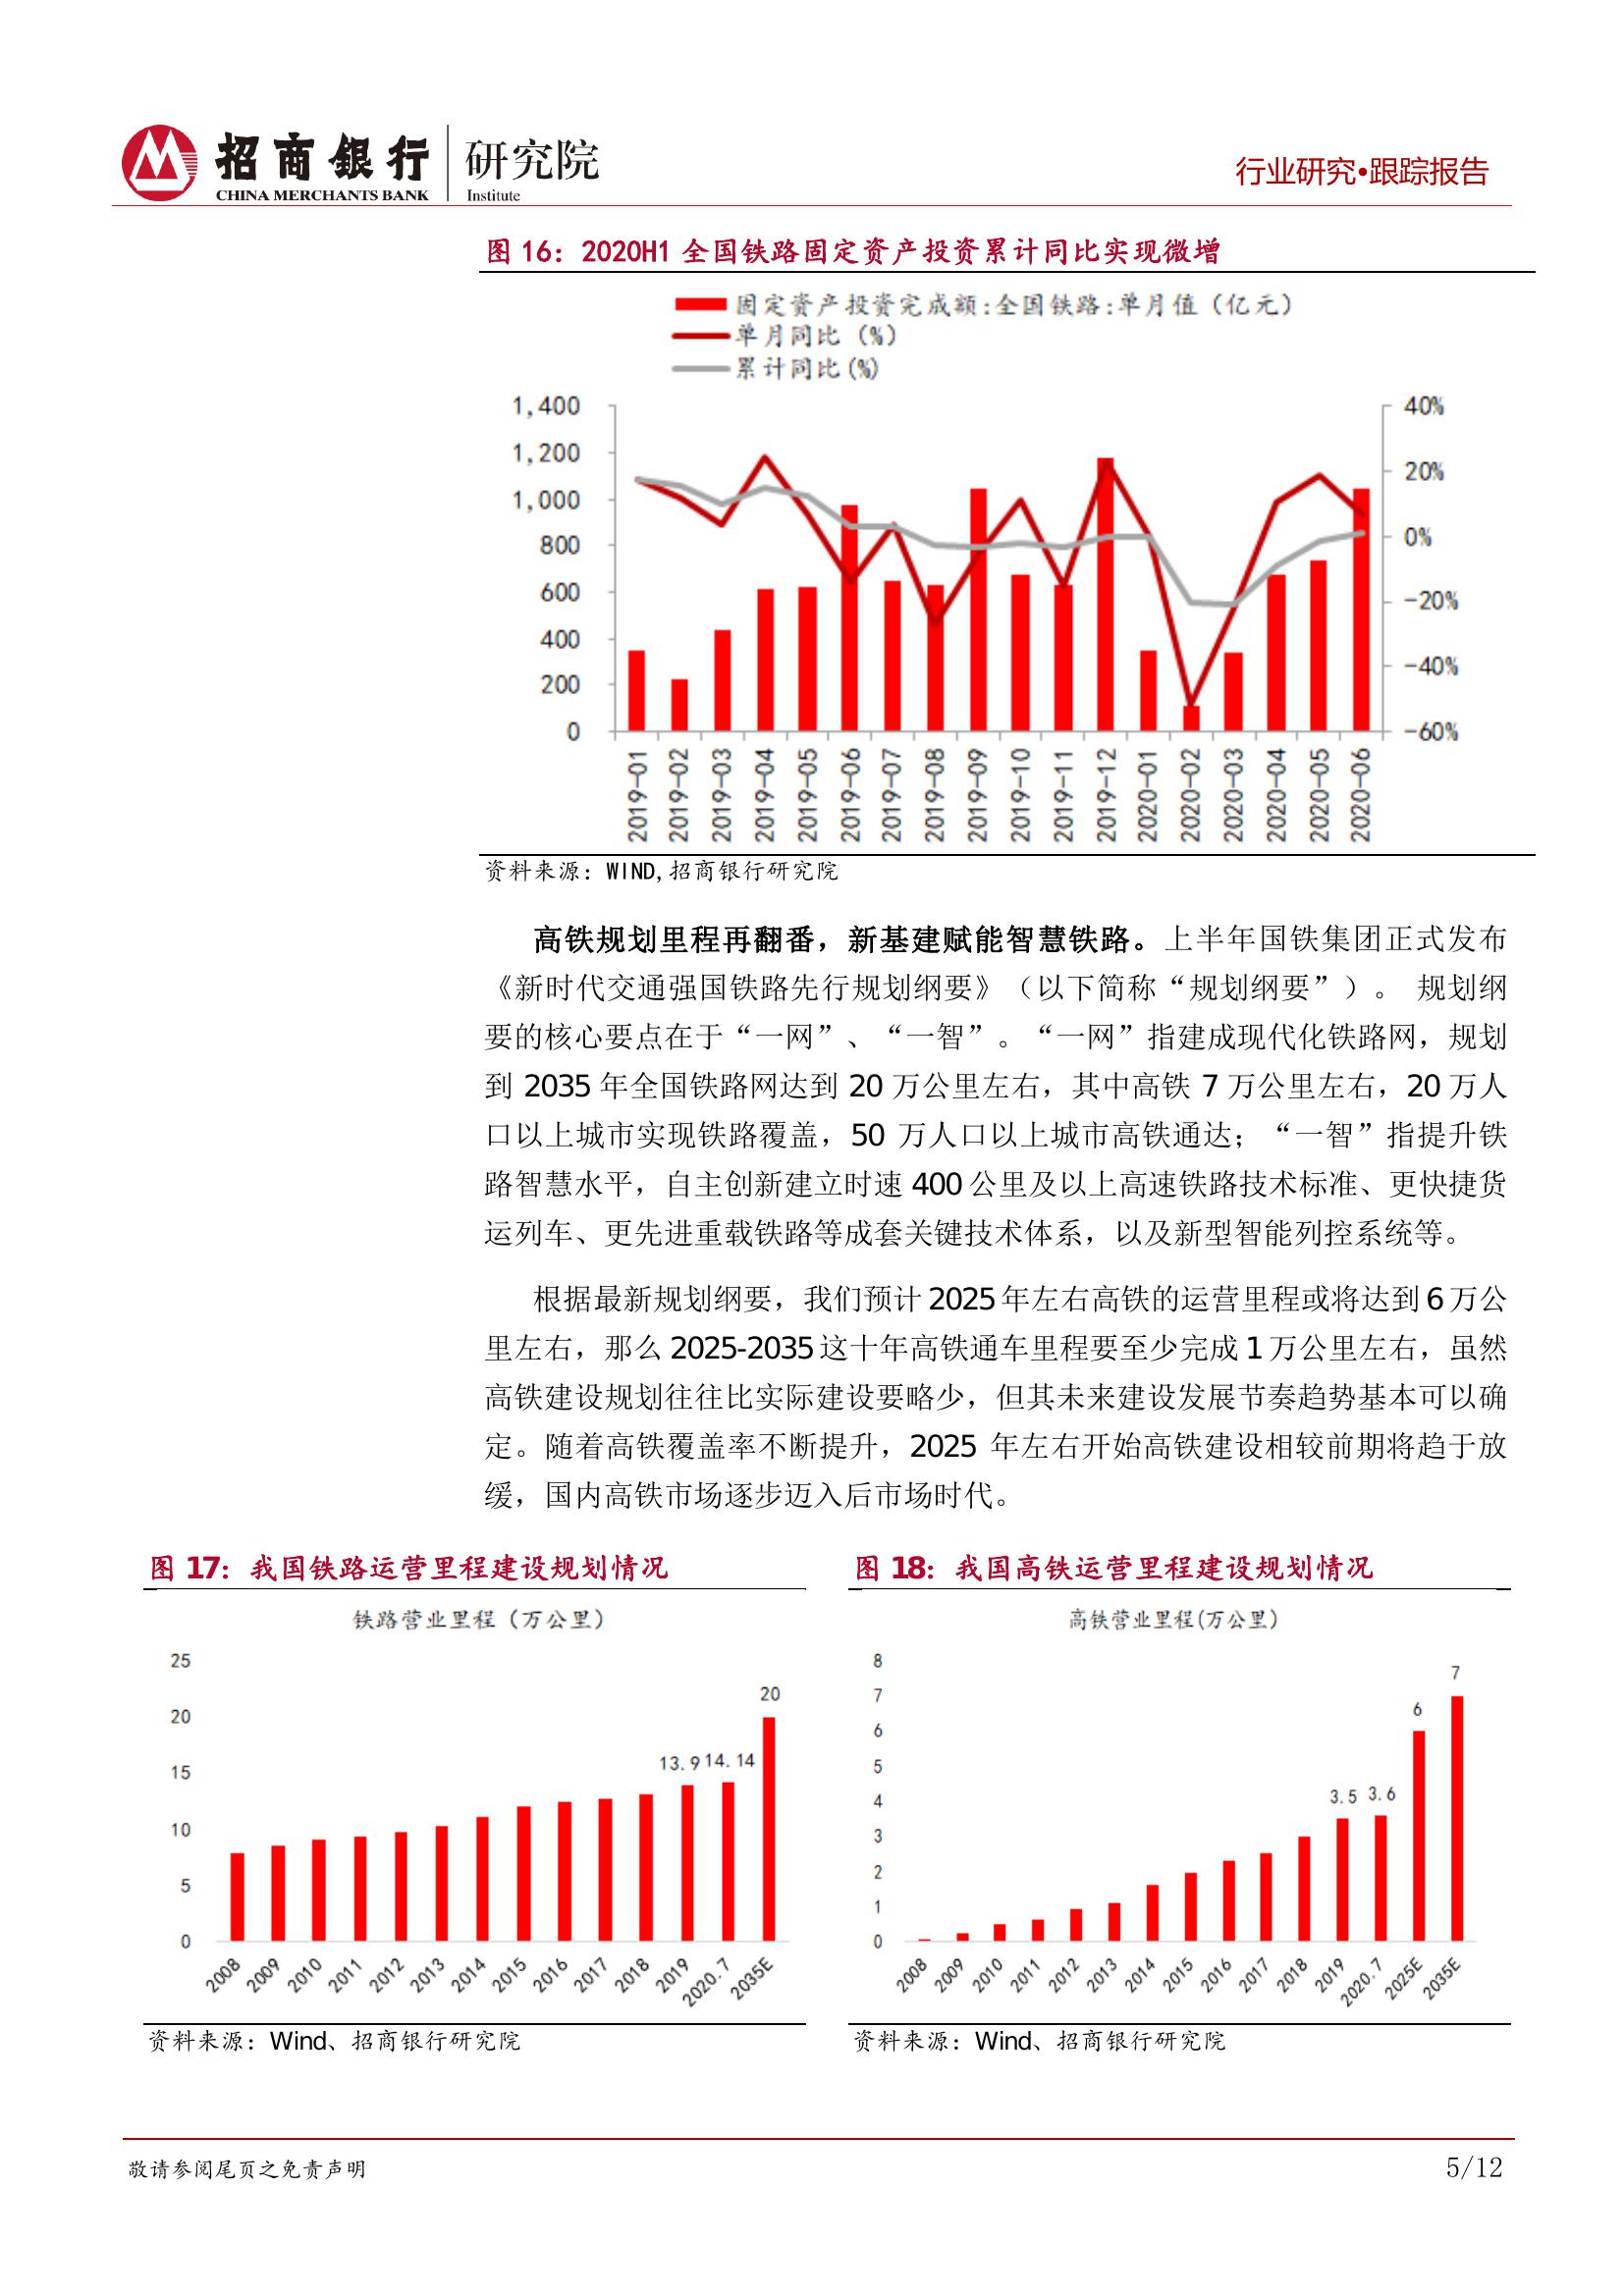 招商银行 研究院
CHINA MERCHANTS BANK Institute
行业研究•跟踪报告
图 16：2020H1 全国铁路固定资产投资累计同比实现微增
固定资产投资完成额:全国铁路:单月值（亿元）
单月同比（%）
累计同比(%)
1,400
1,200
1,000
800
600
400
200
0
40%
20%
0%
-20%
-40%
-60%
2019-01 2019-02 2019-03 2019-04 2019-05 2019-06 2019-07 2019-08 2019-09 2019-10 2019-11 2019-12 2020-01 2020-02 2020-03 2020-04 2020-05 2020-06
资料来源：WIND,招商银行研究院
高铁规划里程再翻番，新基建赋能智慧铁路。上半年国铁集团正式发布
《新时代交通强国铁路先行规划纲要》（以下简称“规划纲要”）。 规划纲
要的核心要点在于“一网”、“一智”。“一网”指建成现代化铁路网，规划
到 2035 年全国铁路网达到 20 万公里左右，其中高铁 7 万公里左右，20 万人
口以上城市实现铁路覆盖，50 万人口以上城市高铁通达；“一智”指提升铁
路智慧水平，自主创新建立时速 400 公里及以上高速铁路技术标准、更快捷货
运列车、更先进重载铁路等成套关键技术体系，以及新型智能列控系统等。
根据最新规划纲要，我们预计 2025 年左右高铁的运营里程或将达到 6 万公
里左右，那么 2025-2035 这十年高铁通车里程要至少完成 1 万公里左右，虽然
高铁建设规划往往比实际建设要略少，但其未来建设发展节奏趋势基本可以确
定。随着高铁覆盖率不断提升，2025 年左右开始高铁建设相较前期将趋于放
缓，国内高铁市场逐步迈入后市场时代。
图 17：我国铁路运营里程建设规划情况
铁路营业里程（万公里）
25
20
15
10
5
0
13.9 14.14 20
2008 2009 2010 2011 2012 2013 2014 2015 2016 2017 2018 2019 2020.7 2035E
资料来源：Wind、招商银行研究院
图 18：我国高铁运营里程建设规划情况
高铁营业里程(万公里)
8
7
6
5
4
3
2
1
0
3.5 3.6 6 7
2008 2009 2010 2011 2012 2013 2014 2015 2016 2017 2018 2019 2020.7 2025E 2035E
资料来源：Wind、招商银行研究院
敬请参阅尾页之免责声明
5/12